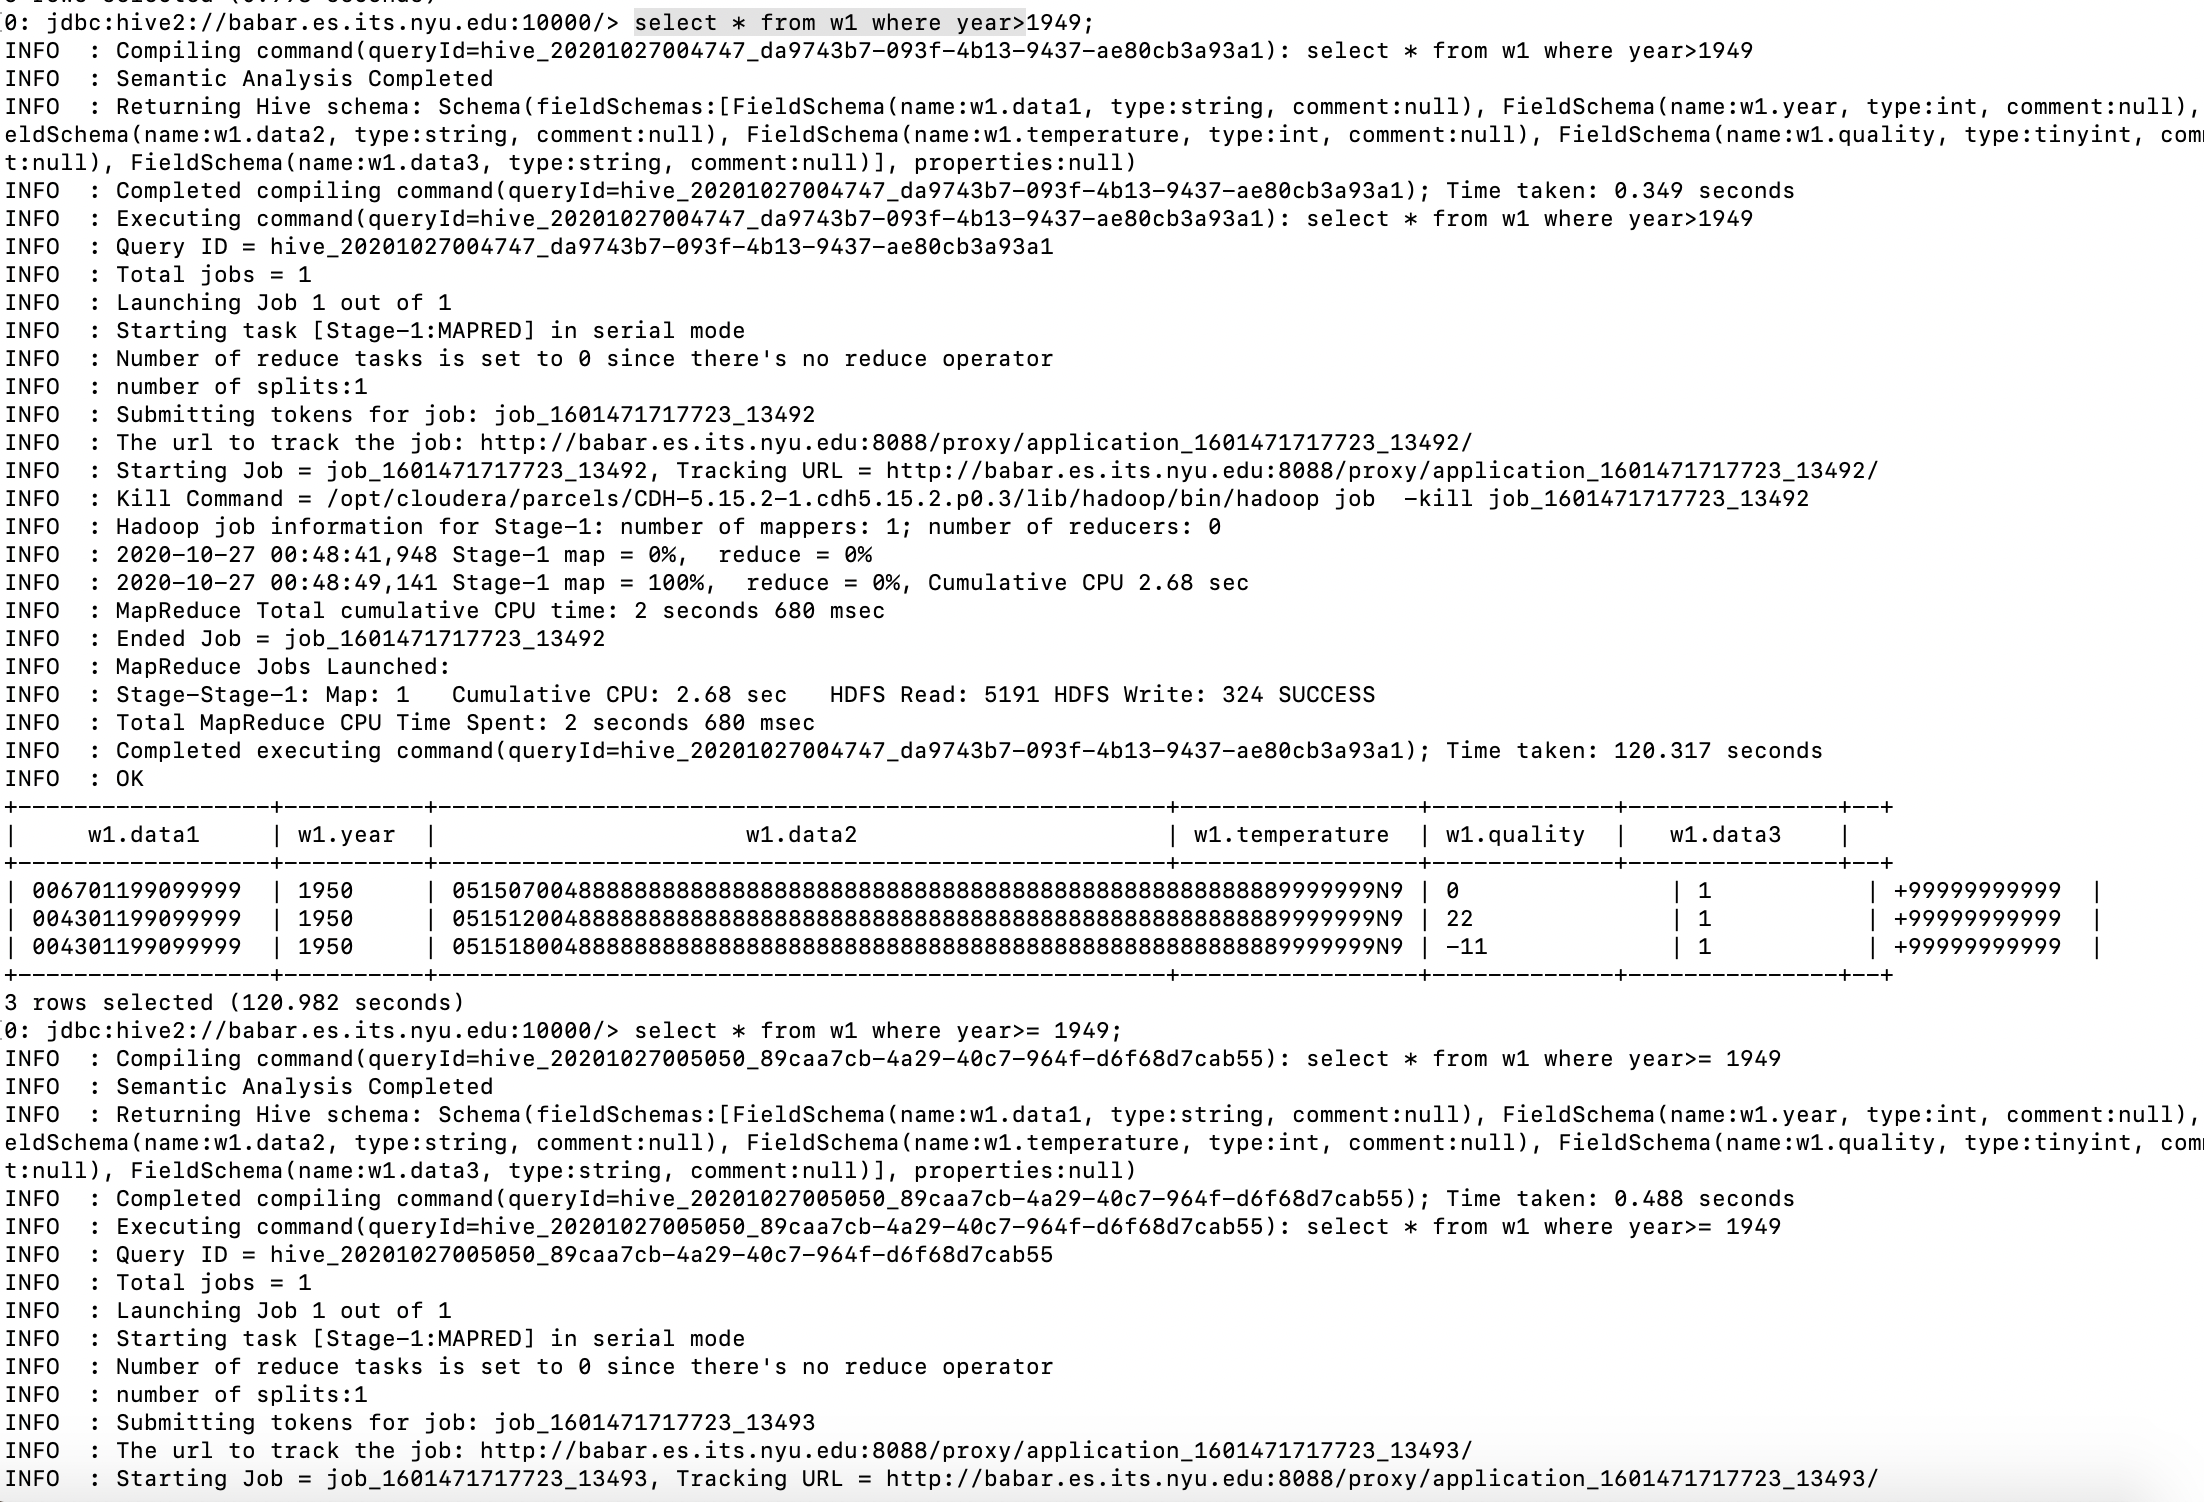 0: jdbc:hive2://babar.es.its.nyu.edu:10000/> select * from w1 where year>1949;
INFO  : Compiling command(queryId=hive_20201027004747_da9743b7-093f-4b13-9437-ae80cb3a93a1): select * from w1 where year>1949
INFO  : Semantic Analysis Completed
INFO  : Returning Hive schema: Schema(fieldSchemas:[FieldSchema(name:w1.data1, type:string, comment:null), FieldSchema(name:w1.year, type:int, comment:null),
eldSchema(name:w1.data2, type:string, comment:null), FieldSchema(name:w1.temperature, type:int, comment:null), FieldSchema(name:w1.quality, type:tinyint, com
t:null), FieldSchema(name:w1.data3, type:string, comment:null)], properties:null)
INFO  : Completed compiling command(queryId=hive_20201027004747_da9743b7-093f-4b13-9437-ae80cb3a93a1); Time taken: 0.349 seconds
INFO  : Executing command(queryId=hive_20201027004747_da9743b7-093f-4b13-9437-ae80cb3a93a1): select * from w1 where year>1949
INFO  : Query ID = hive_20201027004747_da9743b7-093f-4b13-9437-ae80cb3a93a1
INFO  : Total jobs = 1
INFO  : Launching Job 1 out of 1
INFO  : Starting task [Stage-1:MAPRED] in serial mode
INFO  : Number of reduce tasks is set to 0 since there's no reduce operator
INFO  : number of splits:1
INFO  : Submitting tokens for job: job_1601471717723_13492
INFO  : The url to track the job: http://babar.es.its.nyu.edu:8088/proxy/application_1601471717723_13492/
INFO  : Starting Job = job_1601471717723_13492, Tracking URL = http://babar.es.its.nyu.edu:8088/proxy/application_1601471717723_13492/
INFO  : Kill Command = /opt/cloudera/parcels/CDH-5.15.2-1.cdh5.15.2.p0.3/lib/hadoop/bin/hadoop job  -kill job_1601471717723_13492
INFO  : Hadoop job information for Stage-1: number of mappers: 1; number of reducers: 0
INFO  : 2020-10-27 00:48:41,948 Stage-1 map = 0%,  reduce = 0%
INFO  : 2020-10-27 00:48:49,141 Stage-1 map = 100%,  reduce = 0%, Cumulative CPU 2.68 sec
INFO  : MapReduce Total cumulative CPU time: 2 seconds 680 msec
INFO  : Ended Job = job_1601471717723_13492
INFO  : MapReduce Jobs Launched:
INFO  : Stage-Stage-1: Map: 1   Cumulative CPU: 2.68 sec   HDFS Read: 5191 HDFS Write: 324 SUCCESS
INFO  : Total MapReduce CPU Time Spent: 2 seconds 680 msec
INFO  : Completed executing command(queryId=hive_20201027004747_da9743b7-093f-4b13-9437-ae80cb3a93a1); Time taken: 120.317 seconds
INFO  : OK
+------------------+----------+----------------------------------------------------+-----------------+-------------+---------------+--+
|     w1.data1     | w1.year  |                      w1.data2                      | w1.temperature  | w1.quality  |   w1.data3    |
+------------------+----------+----------------------------------------------------+-----------------+-------------+---------------+--+
| 006701199099999  | 1950     | 0515070048888888888888888888888888888888888888888888888888889999999N9 | 0               | 1           | +99999999999  |
| 004301199099999  | 1950     | 0515120048888888888888888888888888888888888888888888888888889999999N9 | 22              | 1           | +99999999999  |
| 004301199099999  | 1950     | 0515180048888888888888888888888888888888888888888888888888889999999N9 | -11             | 1           | +99999999999  |
+------------------+----------+----------------------------------------------------+-----------------+-------------+---------------+--+
3 rows selected (120.982 seconds)
0: jdbc:hive2://babar.es.its.nyu.edu:10000/> select * from w1 where year>= 1949;
INFO  : Compiling command(queryId=hive_20201027005050_89caa7cb-4a29-40c7-964f-d6f68d7cab55): select * from w1 where year>= 1949
INFO  : Semantic Analysis Completed
INFO  : Returning Hive schema: Schema(fieldSchemas:[FieldSchema(name:w1.data1, type:string, comment:null), FieldSchema(name:w1.year, type:int, comment:null),
eldSchema(name:w1.data2, type:string, comment:null), FieldSchema(name:w1.temperature, type:int, comment:null), FieldSchema(name:w1.quality, type:tinyint, com
t:null), FieldSchema(name:w1.data3, type:string, comment:null)], properties:null)
INFO  : Completed compiling command(queryId=hive_20201027005050_89caa7cb-4a29-40c7-964f-d6f68d7cab55); Time taken: 0.488 seconds
INFO  : Executing command(queryId=hive_20201027005050_89caa7cb-4a29-40c7-964f-d6f68d7cab55): select * from w1 where year>= 1949
INFO  : Query ID = hive_20201027005050_89caa7cb-4a29-40c7-964f-d6f68d7cab55
INFO  : Total jobs = 1
INFO  : Launching Job 1 out of 1
INFO  : Starting task [Stage-1:MAPRED] in serial mode
INFO  : Number of reduce tasks is set to 0 since there's no reduce operator
INFO  : number of splits:1
INFO  : Submitting tokens for job: job_1601471717723_13493
INFO  : The url to track the job: http://babar.es.its.nyu.edu:8088/proxy/application_1601471717723_13493/
INFO  : Starting Job = job_1601471717723_13493, Tracking URL = http://babar.es.its.nyu.edu:8088/proxy/application_1601471717723_13493/